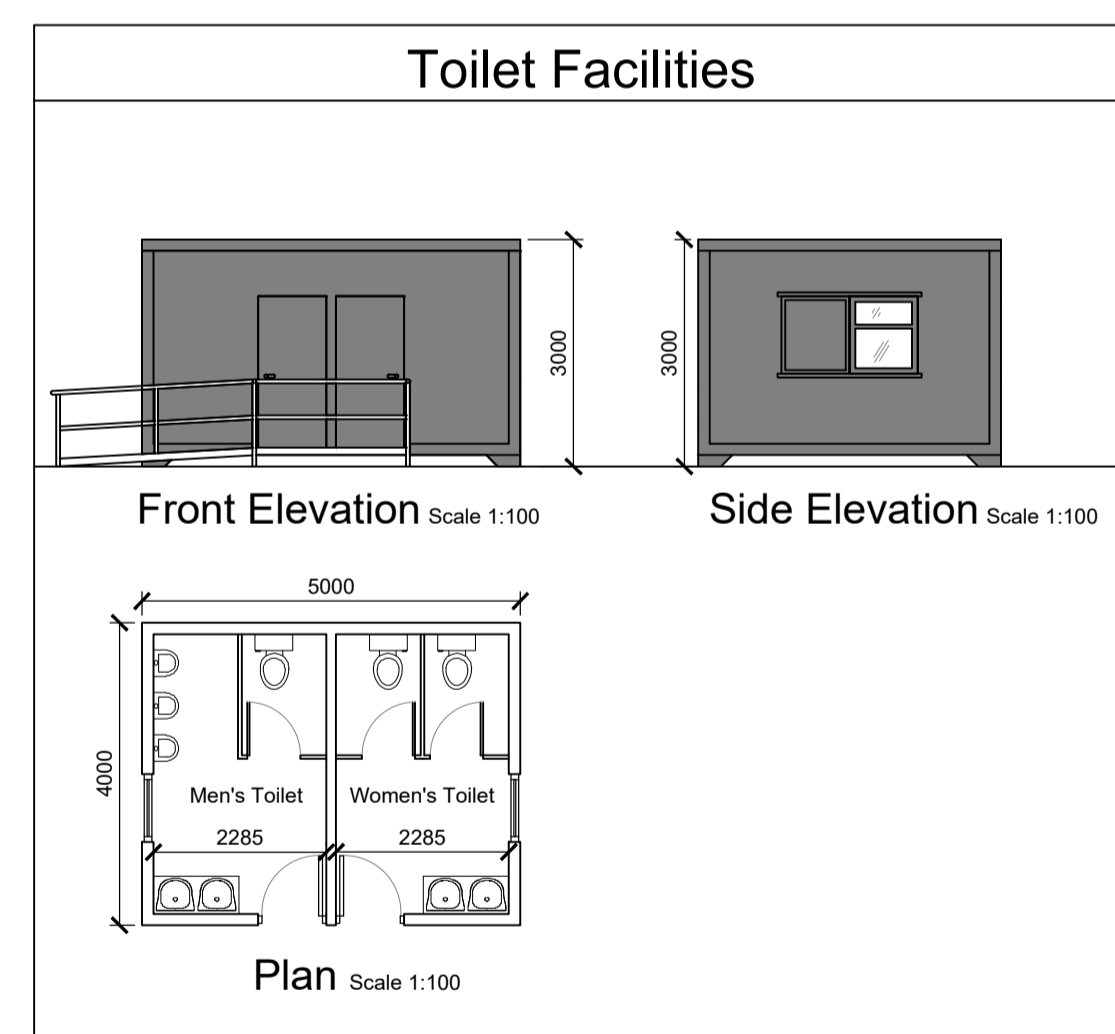 Toilet Facilities
3000
3000
Front Elevation Scale 1:100
Side Elevation Scale 1:100
5000
4000
Men's Toilet
Women's Toilet
2285
2285
Plan Scale 1:100